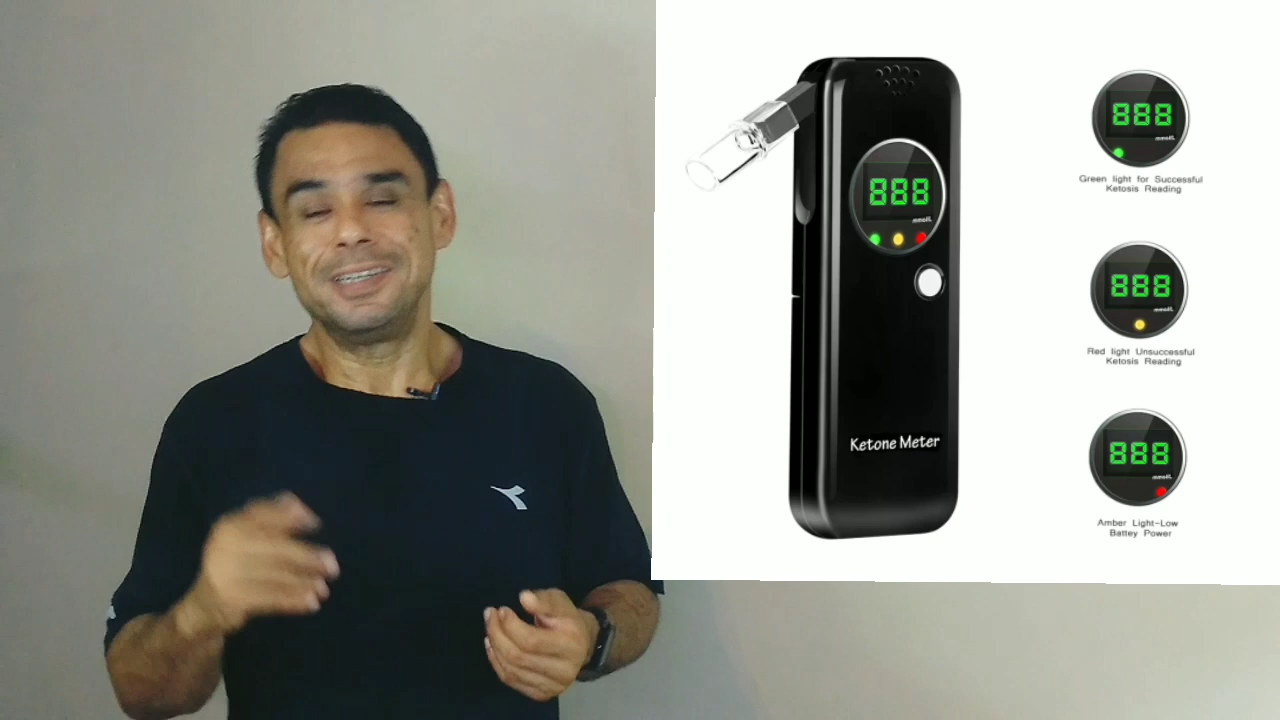 888
mmol/L
Ketone Meter
888
mmol/L
Green light for Successful
Ketosis Reading
888
mmol/L
Red light Unsuccessful
Ketosis Reading
888
mmol/L
Amber Light-Low
Battey Power